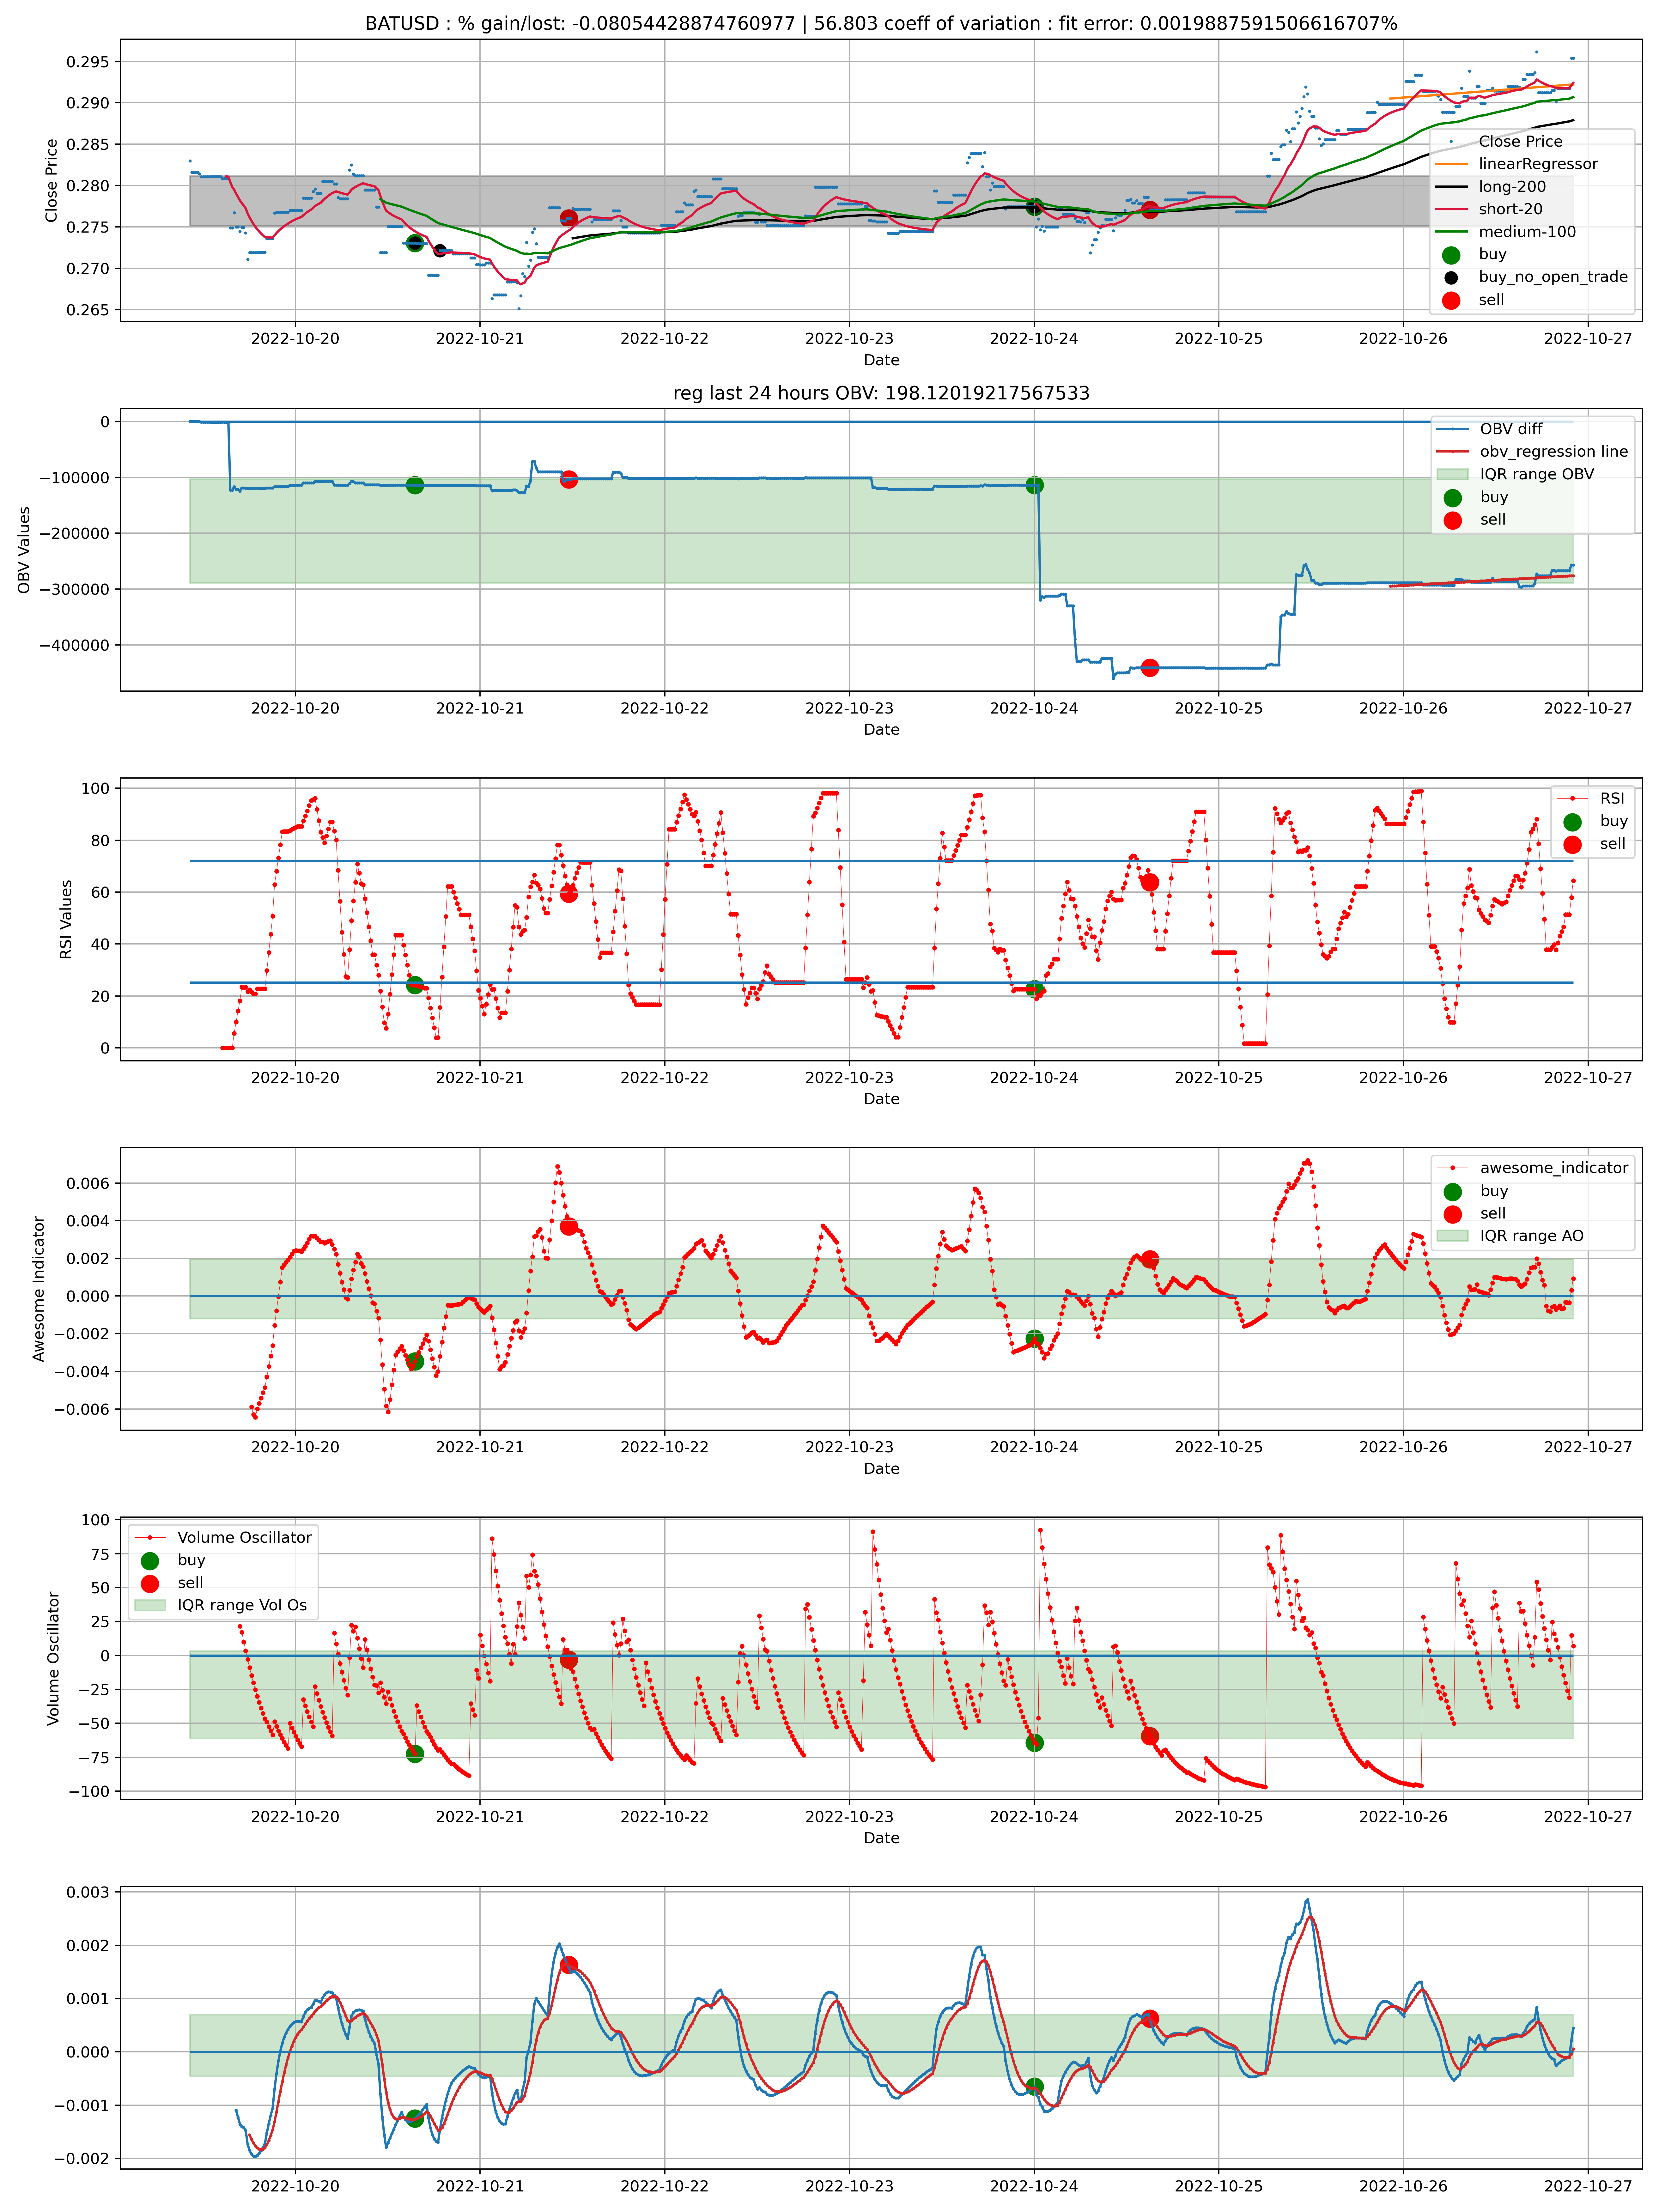 BATUSD : % gain/lost: -0.08054428874760977 | 56.803 coeff of variation : fit error: 0.0019887591506616707%
Close Price
0.295
0.290
0.285
0.280
0.275
0.270
0.265
Close Price
linearRegressor
long-200
short-20
medium-100
buy
buy_no_open_trade
sell
2022-10-20 2022-10-21 2022-10-22 2022-10-23 2022-10-24 2022-10-25 2022-10-26 2022-10-27
Date
reg last 24 hours OBV: 198.12019217567533
OBV Values
0
−100000
−200000
−300000
−400000
OBV diff
obv_regression line
IQR range OBV
buy
sell
2022-10-20 2022-10-21 2022-10-22 2022-10-23 2022-10-24 2022-10-25 2022-10-26 2022-10-27
Date
RSI Values
100
80
60
40
20
0
RSI
buy
sell
2022-10-20 2022-10-21 2022-10-22 2022-10-23 2022-10-24 2022-10-25 2022-10-26 2022-10-27
Date
Awesome Indicator
0.006
0.004
0.002
0.000
−0.002
−0.004
−0.006
awesome_indicator
buy
sell
IQR range AO
2022-10-20 2022-10-21 2022-10-22 2022-10-23 2022-10-24 2022-10-25 2022-10-26 2022-10-27
Date
Volume Oscillator
100
75
50
25
0
−25
−50
−75
−100
Volume Oscillator
buy
sell
IQR range Vol Os
2022-10-20 2022-10-21 2022-10-22 2022-10-23 2022-10-24 2022-10-25 2022-10-26 2022-10-27
Date
0.003
0.002
0.001
0.000
−0.001
−0.002
2022-10-20 2022-10-21 2022-10-22 2022-10-23 2022-10-24 2022-10-25 2022-10-26 2022-10-27